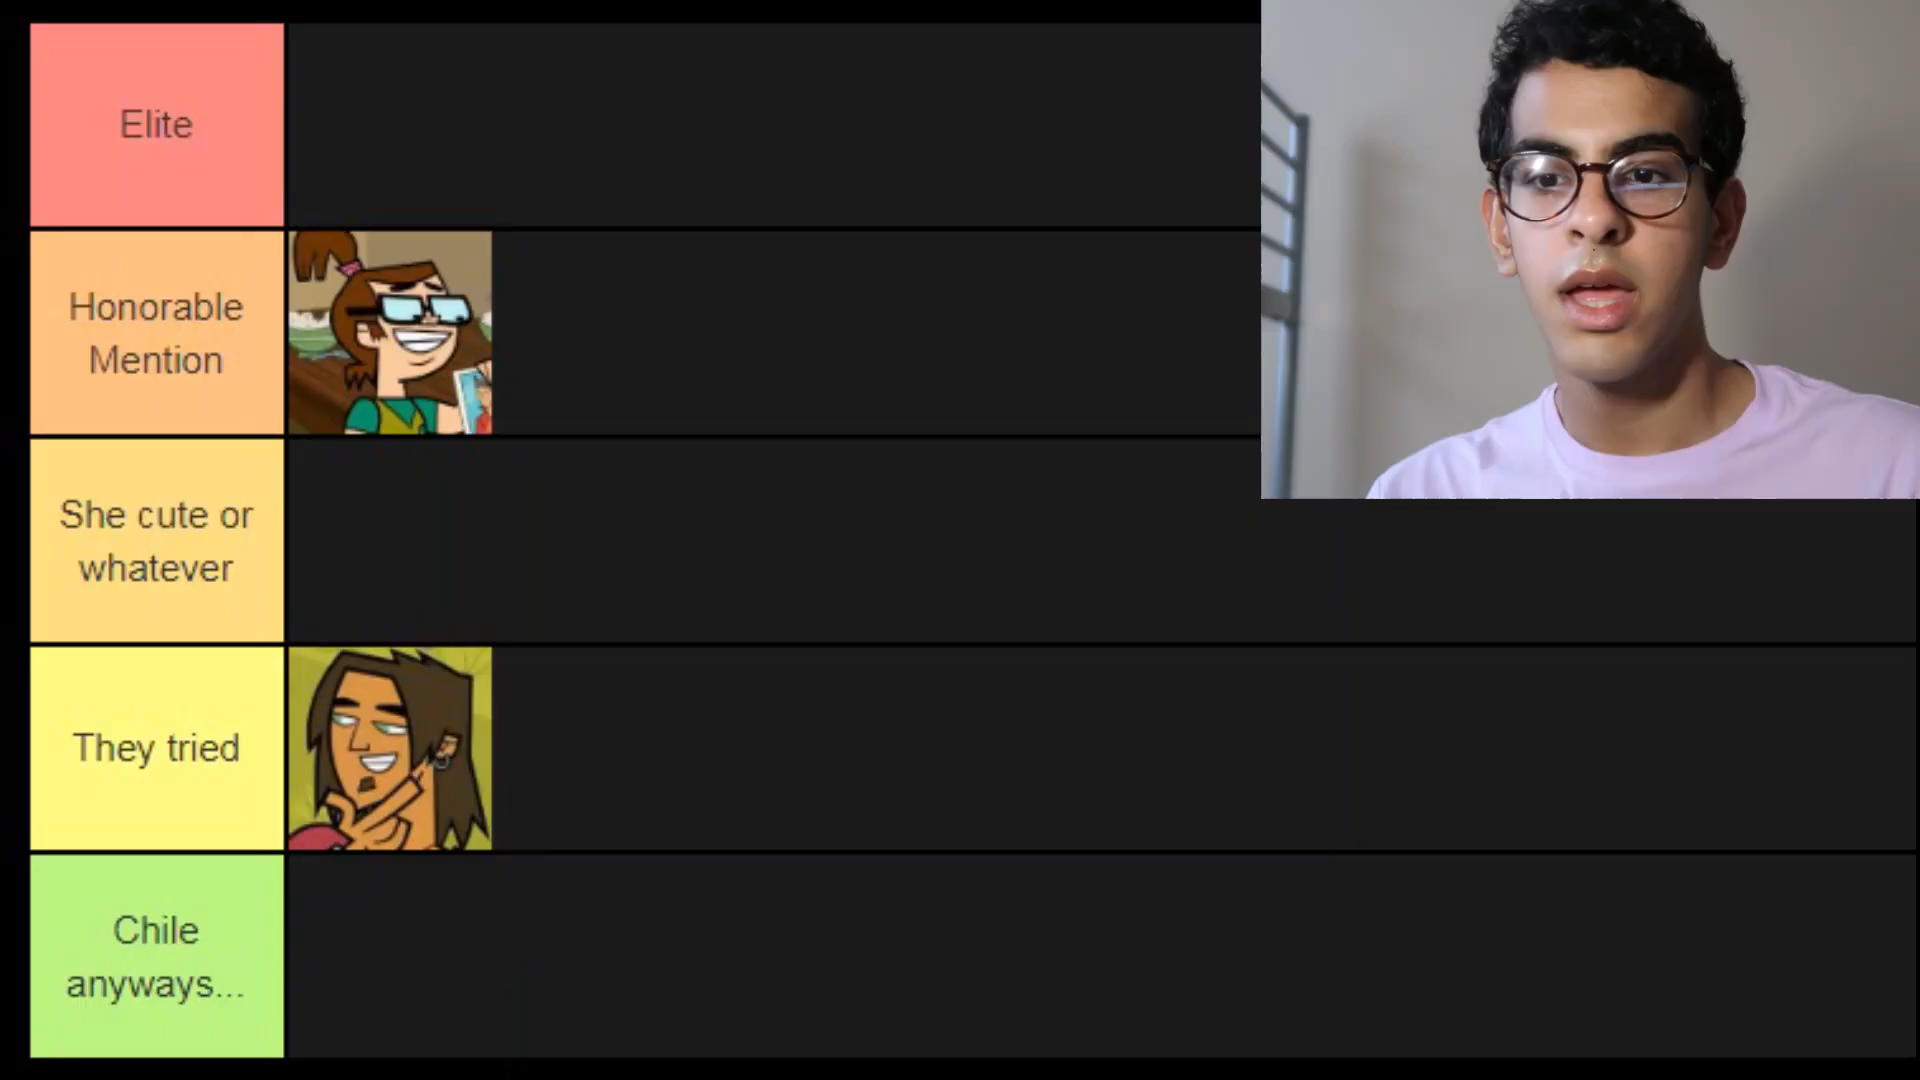 Elite
Honorable
Mention
She cute or
whatever
They tried
Chile
anyways...